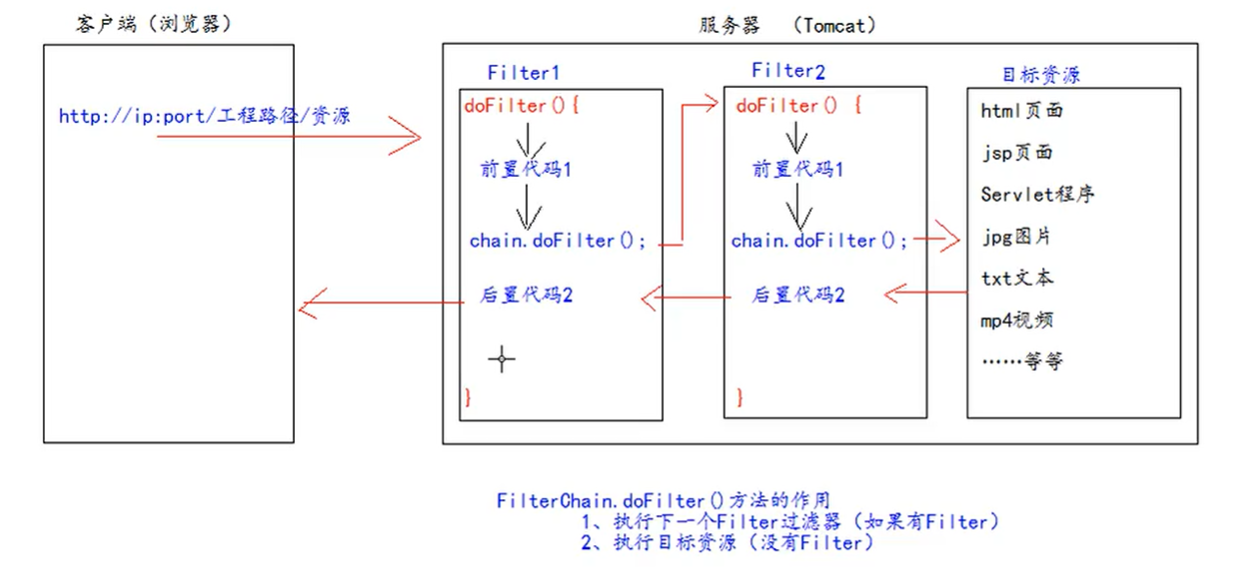 客户端（浏览器）
服务器 （Tomcat）
http://ip:port/工程路径/资源
Filter1
doFilter(){
前置代码1
chain.doFilter();
后置代码2
}
Filter2
doFilter() {
前置代码1
chain.doFilter();
后置代码2
}
目标资源
html页面
jsp页面
Servlet程序
jpg图片
txt文本
mp4视频
……等等
FilterChain.doFilter()方法的作用
1、执行下一个Filter过滤器（如果有Filter）
2、执行目标资源（没有Filter）